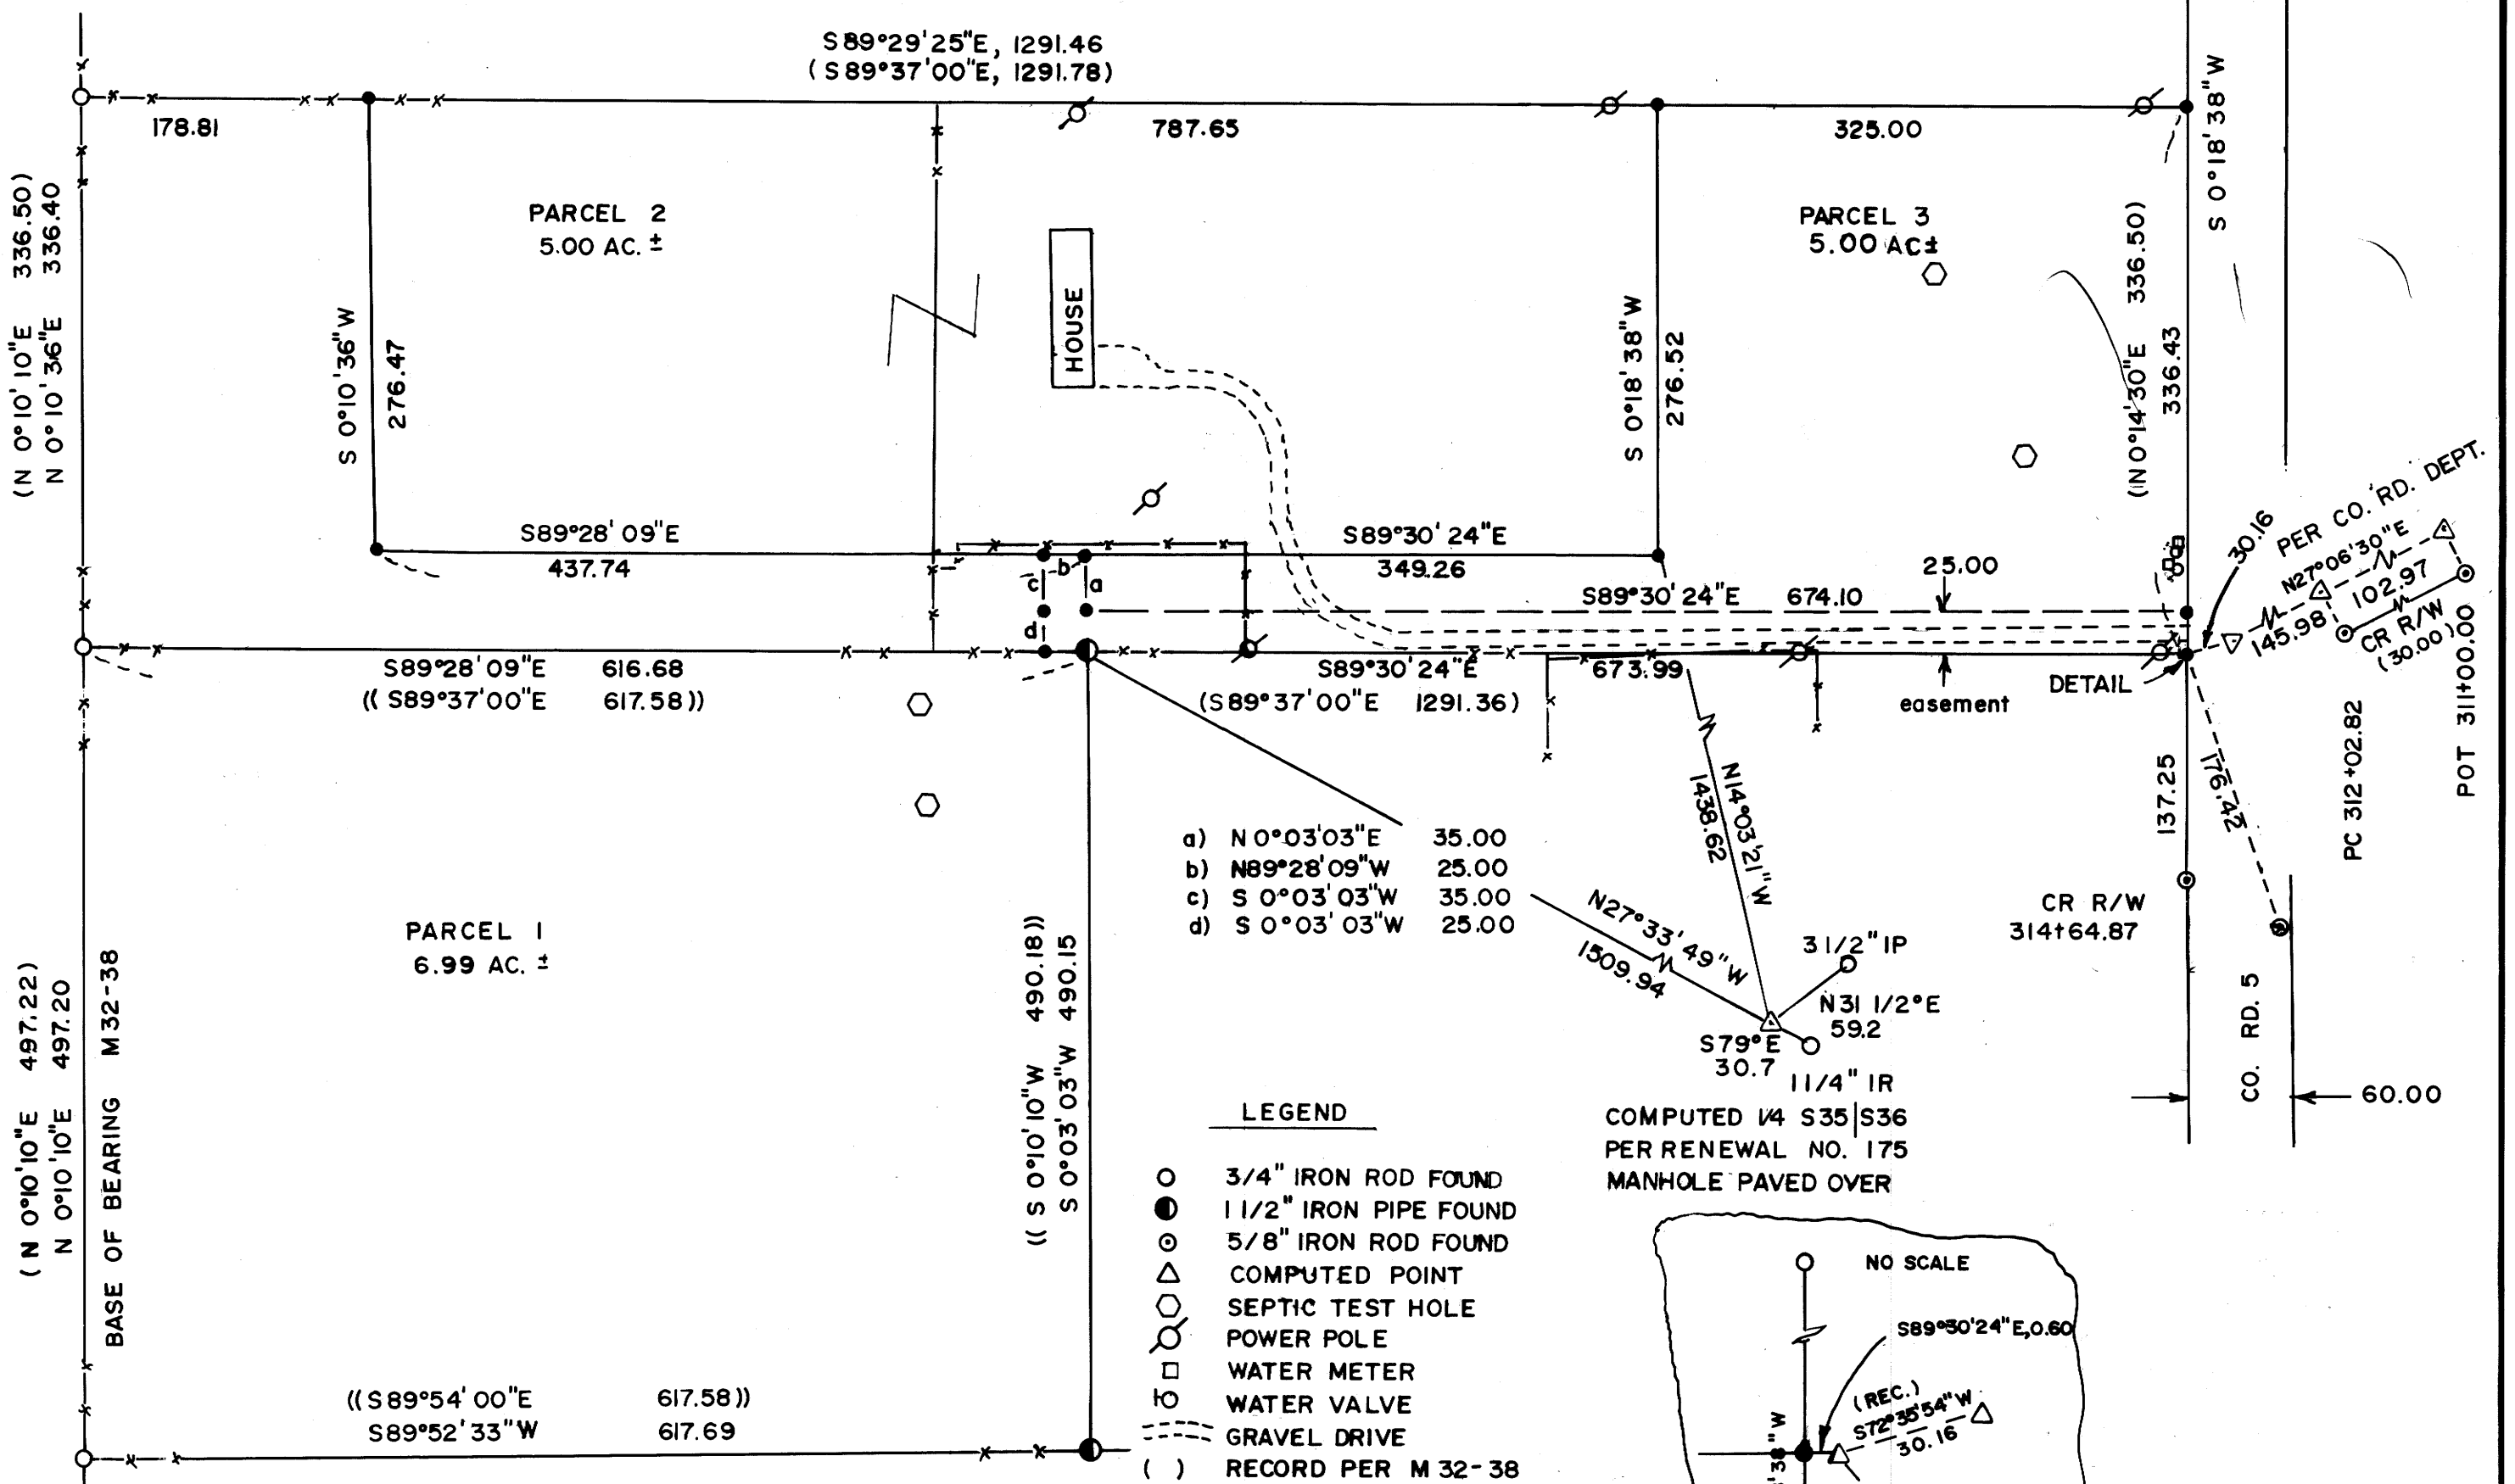 S89°29'25"E, 1291.46
(S89°37'00"E, 1291.78)
178.81
787.65
325.00
S 0°18'38"W
(N 0°10'10"E 336.50)
N 0°10'36"E 336.40
PARCEL 2
5.00 AC. ±
PARCEL 3
5.00 AC±
HOUSE
S 0°10'36"W
276.47
S 0°18'38"W
276.52
(N0°14'30"E 336.50)
336.43
S89°28'09"E
437.74
S89°30'24"E
349.26
a
b
c
d
S89°30'24"E 674.10
25.00
30.16
PER CO. RD. DEPT.
N27°06'30"E
102.97
145.98
CR R/W
(30.00)
POT 311+00.00
S89°28'09"E 616.68
((S89°37'00"E 617.58))
S89°30'24"E
673.99
(S89°37'00"E 1291.36)
easement
DETAIL
137.25
176.42
PC 312+02.82
N14°03'21"W
1438.62
a) N 0°03'03"E 35.00
b) N89°28'09"W 25.00
c) S 0°03'03"W 35.00
d) S 0°03'03"W 25.00
PARCEL 1
6.99 AC. ±
(N 0°10'10"E 497.22)
N 0°10'10"E 497.20
BASE OF BEARING M32-38
((S 0°10'10"W 490.18))
S 0°03'03"W 490.15
N27°33'49"W
1509.94
3 1/2" IP
N31 1/2°E
59.2
S79°E
30.7
1 1/4" IR
CR R/W
314+64.87
CO. RD. 5
60.00
COMPUTED 1/4 S35|S36
PER RENEWAL NO. 175
MANHOLE PAVED OVER
LEGEND
3/4" IRON ROD FOUND
1 1/2" IRON PIPE FOUND
5/8" IRON ROD FOUND
COMPUTED POINT
SEPTIC TEST HOLE
POWER POLE
WATER METER
WATER VALVE
GRAVEL DRIVE
( ) RECORD PER M 32-38
((S89°54'00"E 617.58))
S89°52'33"W 617.69
NO SCALE
S89°30'24"E, 0.60
(REC.)
S72°35'54"W
30.16
'38"W